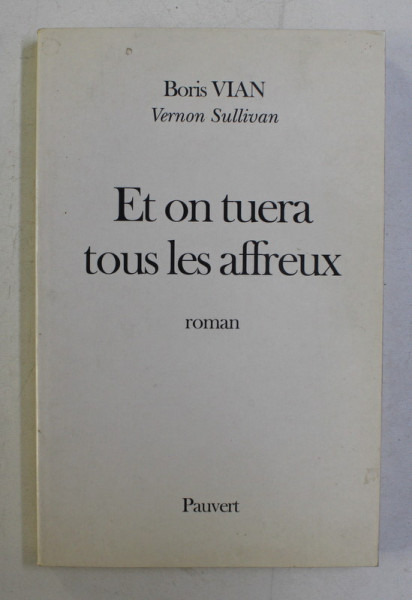 Boris VIAN
Vernon Sullivan
Et on tuera
tous les affreux
roman
Pauvert